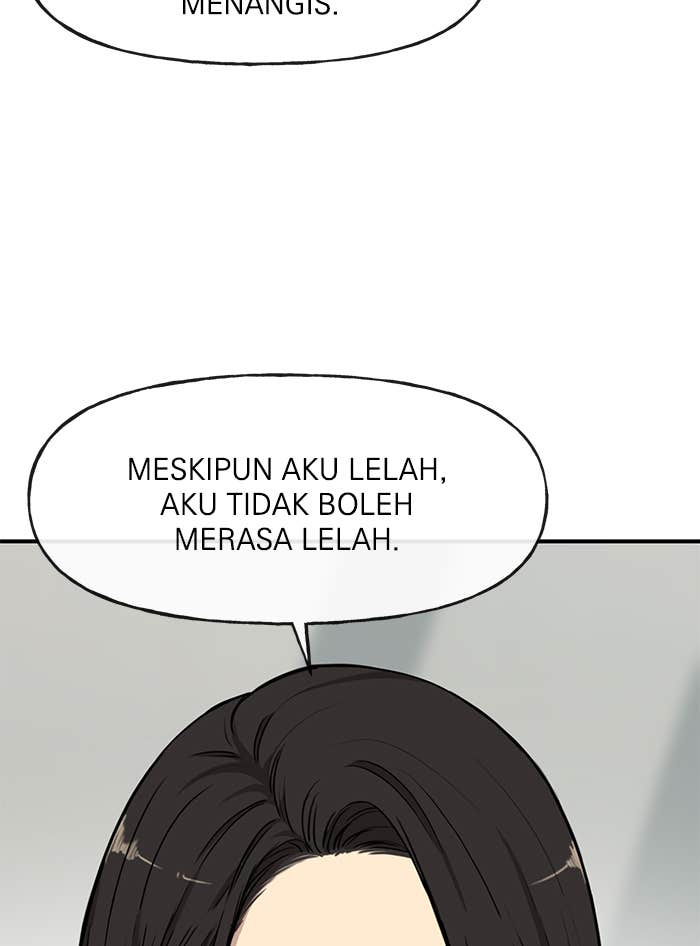 MENANGIS.
MESKIPUN AKU LELAH,
AKU TIDAK BOLEH
MERASA LELAH.